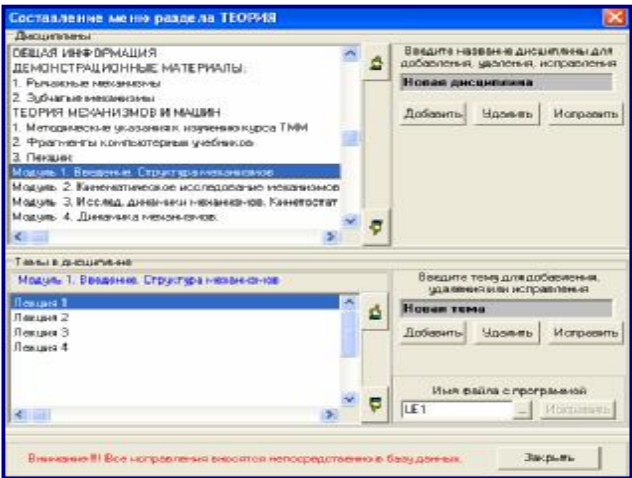 Составление меню раздела ТЕОРИЯ
Дисциплины
ОБЩАЯ ИНФОРМАЦИЯ
ДЕМОНСТРАЦИОННЫЕ МАТЕРИАЛЫ:
1. Рычажные механизмы
2. Зубчатые механизмы
ТЕОРИЯ МЕХАНИЗМОВ И МАШИН
1. Методические указания к изучению курса ТММ
2. Фрагменты компьютерных учебников
3. Лекции:
Модуль 1. Введение. Структура механизмов
Модуль 2. Кинематическое исследование механизмов
Модуль 3. Исслед. динамики механизмов. Кинетостат
Модуль 4. Динамика механизмов.
Введите название дисциплины для
добавления, удаления, исправления
Новая дисциплина
Добавить Удалить Исправить
Темы в дисциплине
Модуль 1. Введение. Структура механизмов
Лекция 1
Лекция 2
Лекция 3
Лекция 4
Введите тему для добавления,
удаления или исправления
Новая тема
Добавить Удалить Исправить
Имя файла с программой
LE1 ... Исправить
Внимание !!! Все исправления вносятся непосредственно в базу данных.
Закрыть